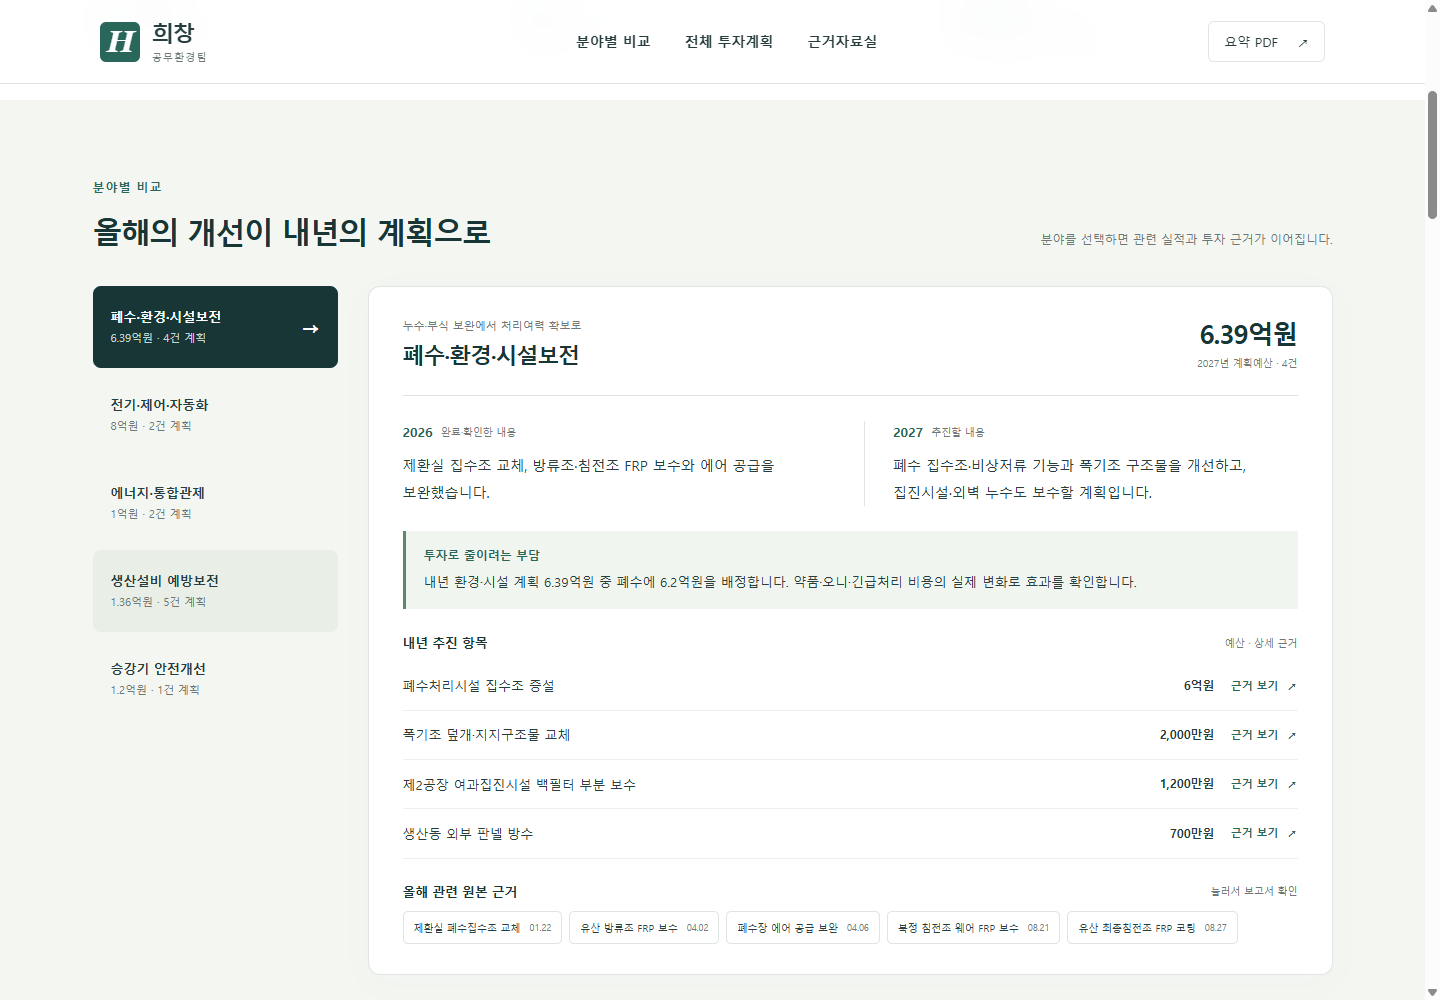 H 희창
공무환경팀
분야별 비교 전체 투자계획 근거자료실
요약 PDF ↗
분야별 비교
올해의 개선이 내년의 계획으로
분야를 선택하면 관련 실적과 투자 근거가 이어집니다.
폐수·환경·시설보전
6.39억원 · 4건 계획
→
전기·제어·자동화
8억원 · 2건 계획
에너지·통합관제
1억원 · 2건 계획
생산설비 예방보전
1.36억원 · 5건 계획
승강기 안전개선
1.2억원 · 1건 계획
누수·부식 보완에서 처리여력 확보로
폐수·환경·시설보전
6.39억원
2027년 계획예산 · 4건
2026 완료·확인한 내용
제환실 집수조 교체, 방류조·침전조 FRP 보수와 에어 공급을
보완했습니다.
2027 추진할 내용
폐수 집수조·비상저류 기능과 폭기조 구조물을 개선하고,
집진시설·외벽 누수도 보수할 계획입니다.
투자로 줄이려는 부담
내년 환경·시설 계획 6.39억원 중 폐수에 6.2억원을 배정합니다. 약품·오니·긴급처리 비용의 실제 변화로 효과를 확인합니다.
내년 추진 항목 예산 · 상세 근거
폐수처리시설 집수조 증설 6억원 근거 보기 ↗
폭기조 덮개·지지구조물 교체 2,000만원 근거 보기 ↗
제2공장 여과집진시설 백필터 부분 보수 1,200만원 근거 보기 ↗
생산동 외부 판넬 방수 700만원 근거 보기 ↗
올해 관련 원본 근거 눌러서 보고서 확인
제환실 폐수집수조 교체 01.22 유산 방류조 FRP 보수 04.02 폐수장 에어 공급 보완 04.06 북정 침전조 웨어 FRP 보수 08.21 유산 최종침전조 FRP 코팅 08.27